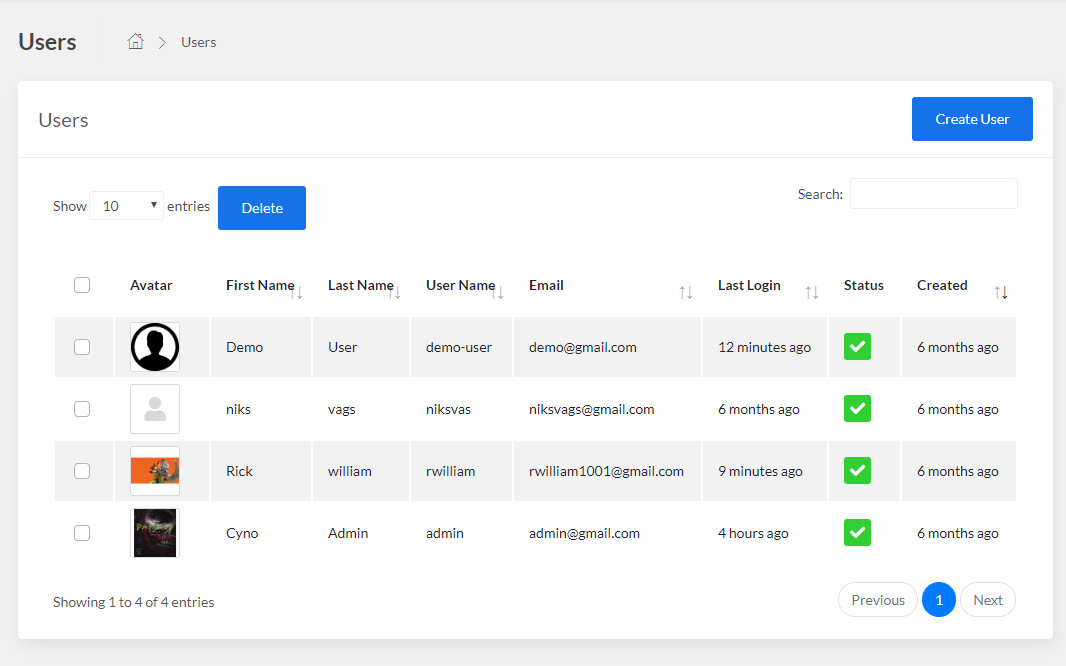 Users Users
Users Create User
Show 10 entries Delete Search:
Avatar First Name Last Name User Name Email Last Login Status Created
Demo User demo-user demo@gmail.com 12 minutes ago 6 months ago
niks vags niksvas niksvags@gmail.com 6 months ago 6 months ago
Rick william rwilliam rwilliam1001@gmail.com 9 minutes ago 6 months ago
Cyno Admin admin admin@gmail.com 4 hours ago 6 months ago
Showing 1 to 4 of 4 entries Previous 1 Next